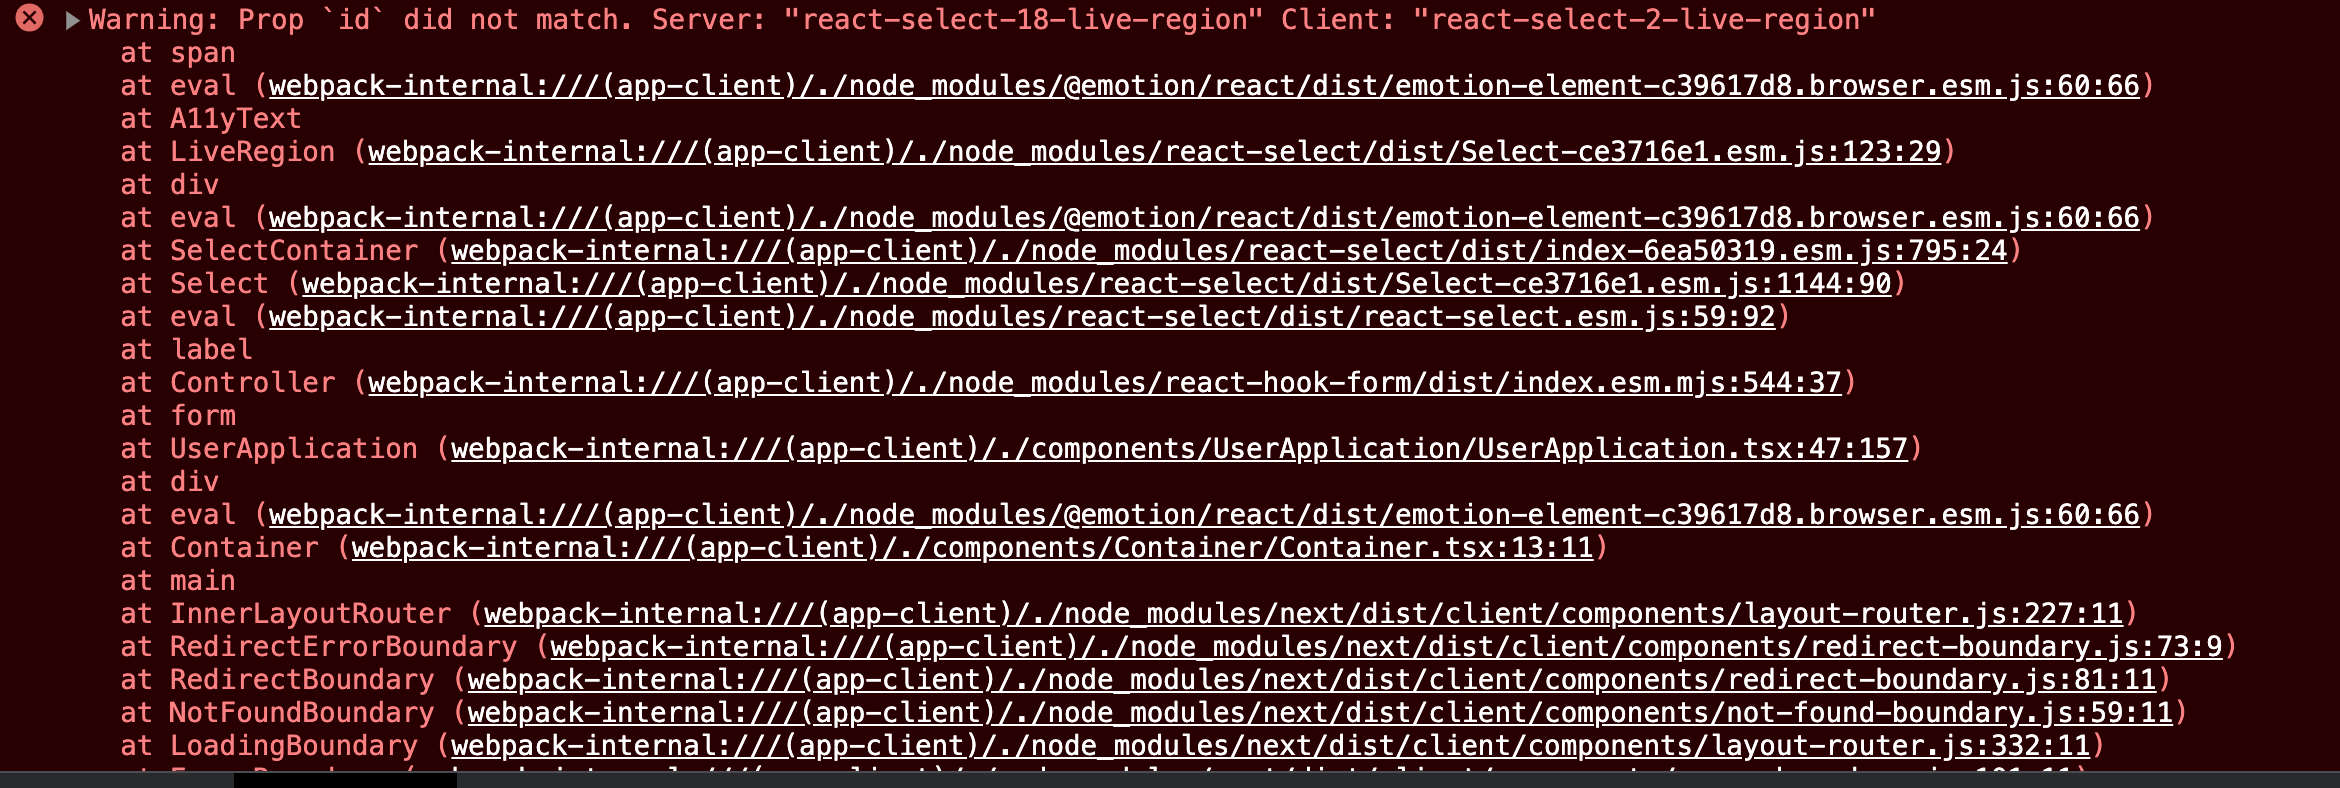 Warning: Prop `id` did not match. Server: "react-select-18-live-region" Client: "react-select-2-live-region"
at span
at eval (webpack-internal:///(app-client)/./node_modules/@emotion/react/dist/emotion-element-c39617d8.browser.esm.js:60:66)
at A11yText
at LiveRegion (webpack-internal:///(app-client)/./node_modules/react-select/dist/Select-ce3716e1.esm.js:123:29)
at div
at eval (webpack-internal:///(app-client)/./node_modules/@emotion/react/dist/emotion-element-c39617d8.browser.esm.js:60:66)
at SelectContainer (webpack-internal:///(app-client)/./node_modules/react-select/dist/index-6ea50319.esm.js:795:24)
at Select (webpack-internal:///(app-client)/./node_modules/react-select/dist/Select-ce3716e1.esm.js:1144:90)
at eval (webpack-internal:///(app-client)/./node_modules/react-select/dist/react-select.esm.js:59:92)
at label
at Controller (webpack-internal:///(app-client)/./node_modules/react-hook-form/dist/index.esm.mjs:544:37)
at form
at UserApplication (webpack-internal:///(app-client)/./components/UserApplication/UserApplication.tsx:47:157)
at div
at eval (webpack-internal:///(app-client)/./node_modules/@emotion/react/dist/emotion-element-c39617d8.browser.esm.js:60:66)
at Container (webpack-internal:///(app-client)/./components/Container/Container.tsx:13:11)
at main
at InnerLayoutRouter (webpack-internal:///(app-client)/./node_modules/next/dist/client/components/layout-router.js:227:11)
at RedirectErrorBoundary (webpack-internal:///(app-client)/./node_modules/next/dist/client/components/redirect-boundary.js:73:9)
at RedirectBoundary (webpack-internal:///(app-client)/./node_modules/next/dist/client/components/redirect-boundary.js:81:11)
at NotFoundBoundary (webpack-internal:///(app-client)/./node_modules/next/dist/client/components/not-found-boundary.js:59:11)
at LoadingBoundary (webpack-internal:///(app-client)/./node_modules/next/dist/client/components/layout-router.js:332:11)